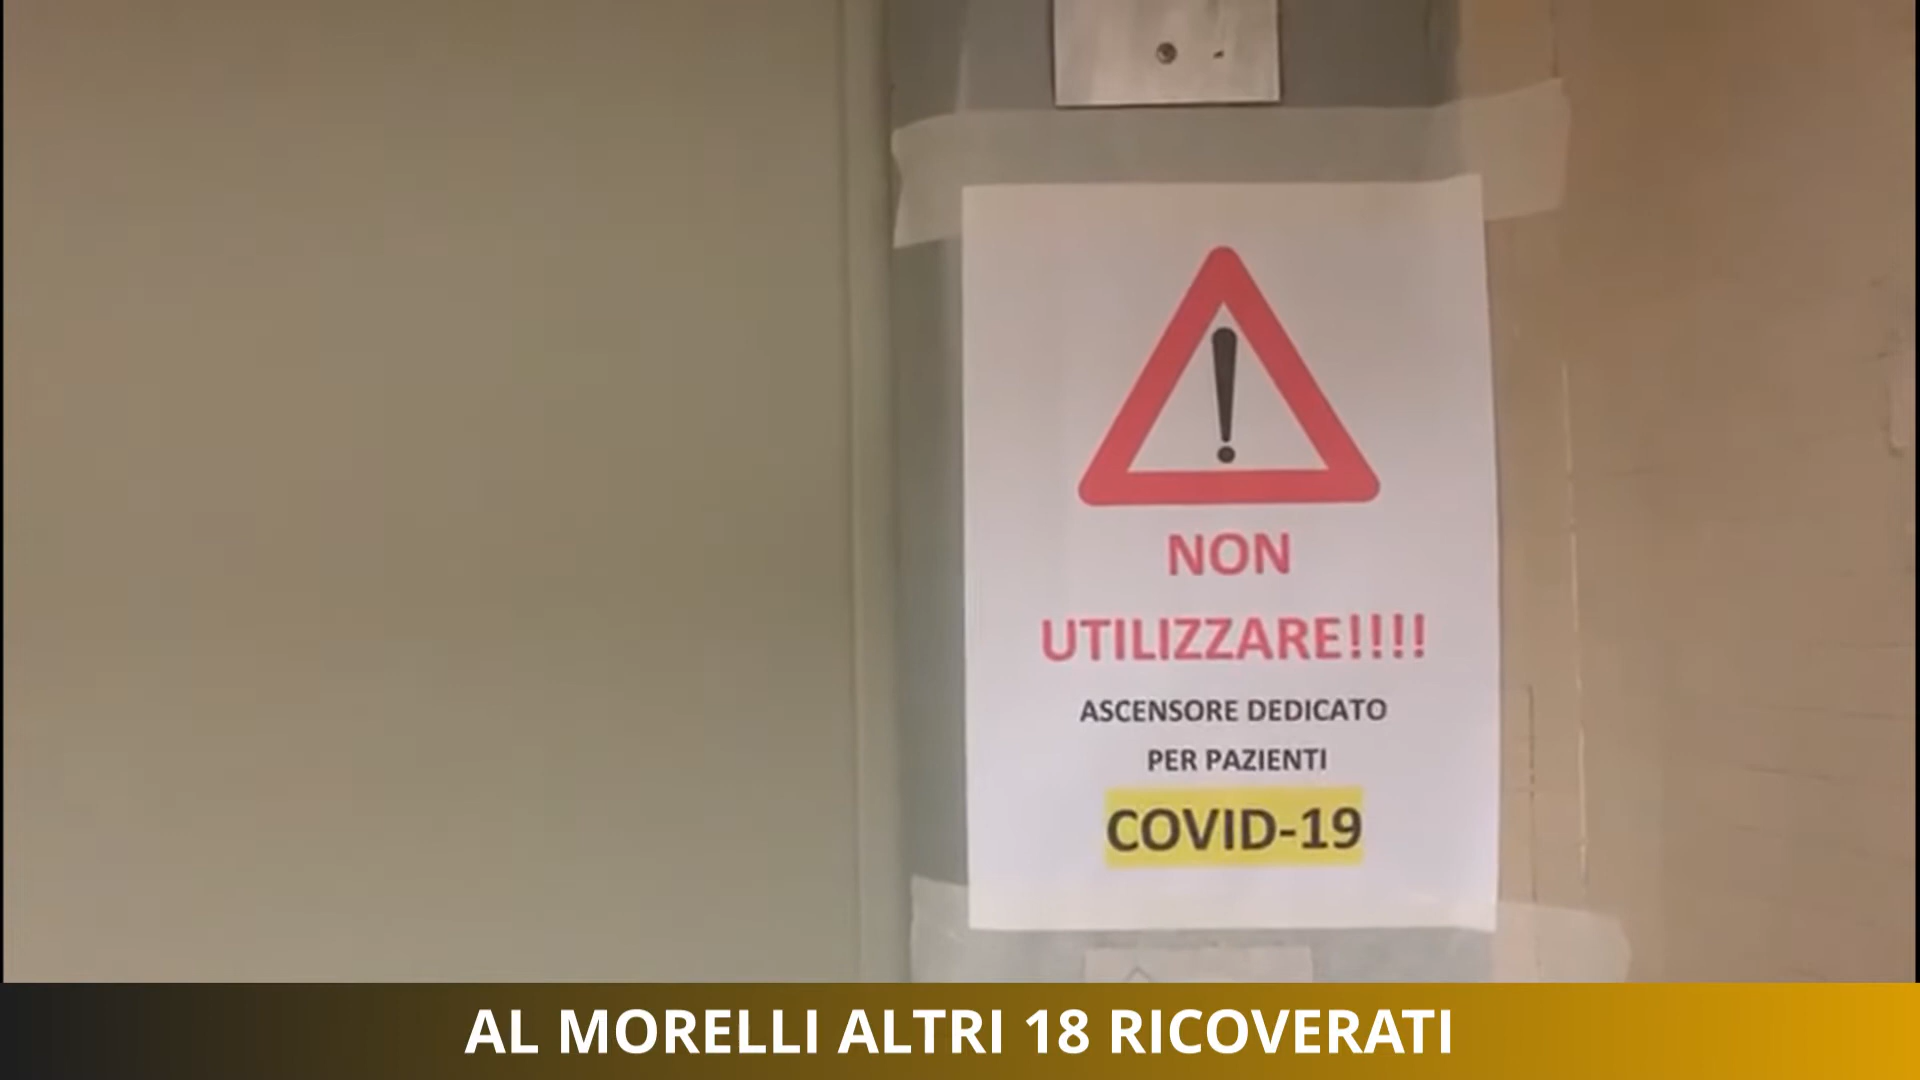 NON
UTILIZZARE!!!!
ASCENSORE DEDICATO
PER PAZIENTI
COVID-19
AL MORELLI ALTRI 18 RICOVERATI